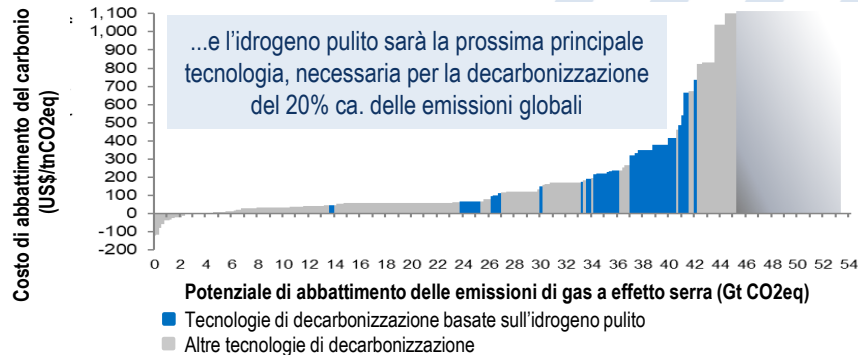 ...e l'idrogeno pulito sarà la prossima principale
tecnologia, necessaria per la decarbonizzazione
del 20% ca. delle emissioni globali
Costo di abbattimento del carbonio
(US$/tnCO2eq)
1,100
1,000
900
800
700
600
500
400
300
200
100
0
-100
-200
0 2 4 6 8 10 12 14 16 18 20 22 24 26 28 30 32 34 36 38 40 42 44 46 48 50 52 54
Potenziale di abbattimento delle emissioni di gas a effetto serra (Gt CO2eq)
Tecnologie di decarbonizzazione basate sull'idrogeno pulito
Altre tecnologie di decarbonizzazione